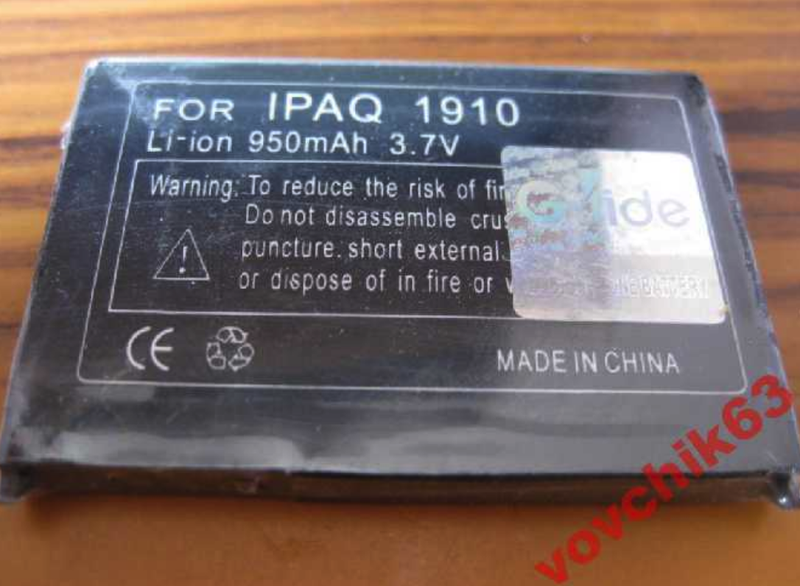 FOR IPAQ 1910
Li-ion 950mAh 3.7V
Warning: To reduce the risk of
Do not disassemble
puncture. short external
or dispose of in fire or
BATTERY
CE
MADE IN CHINA
vovchik63